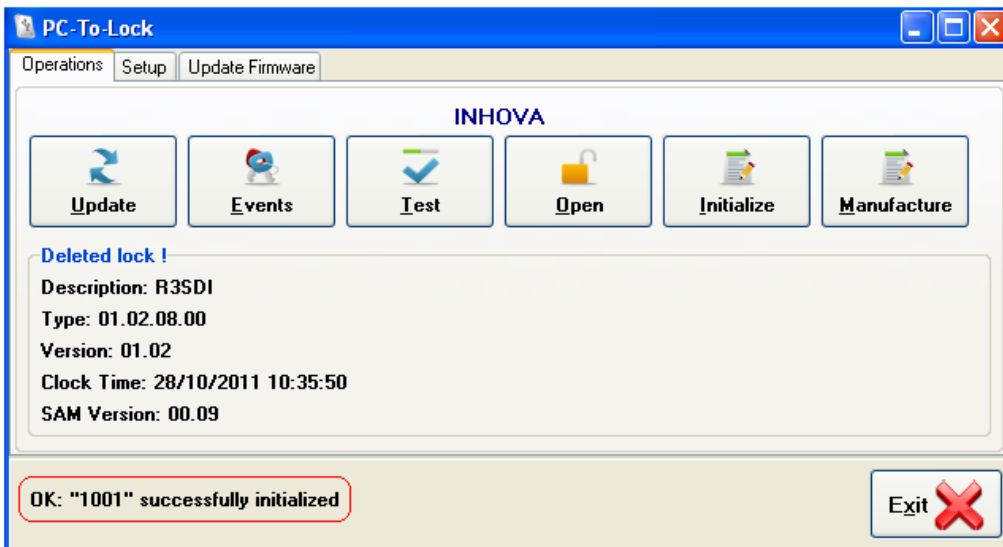 PC-To-Lock
Operations Setup Update Firmware
INHOVA
Update Events Test Open Initialize Manufacture
Deleted lock !
Description: R3SDI
Type: 01.02.08.00
Version: 01.02
Clock Time: 28/10/2011 10:35:50
SAM Version: 00.09
OK: "1001" successfully initialized
Exit